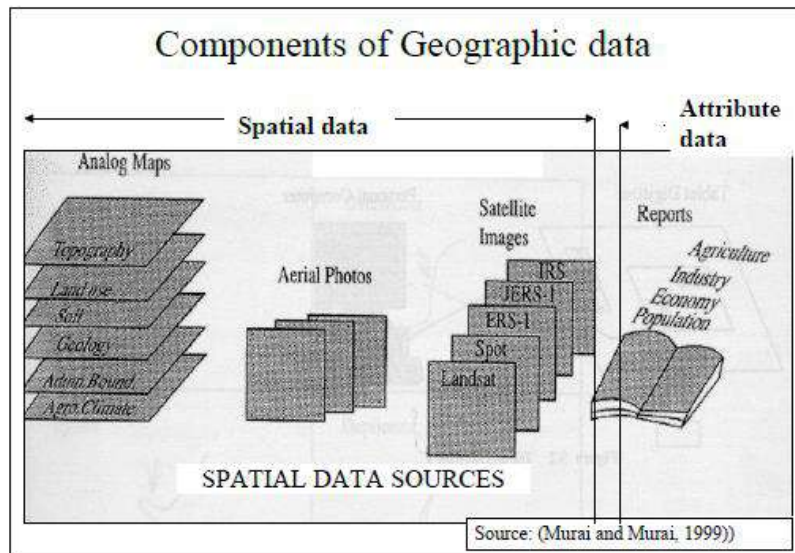 Components of Geographic data
Spatial data
Attribute
data
Analog Maps
Topography
Land use
Soil
Geology
Admn.Bound.
Agro.Climate
Aerial Photos
Satellite
Images
IRS
JERS-1
ERS-1
Spot
Landsat
Reports
Agriculture
Industry
Economy
Population
SPATIAL DATA SOURCES
Source: (Murai and Murai, 1999))